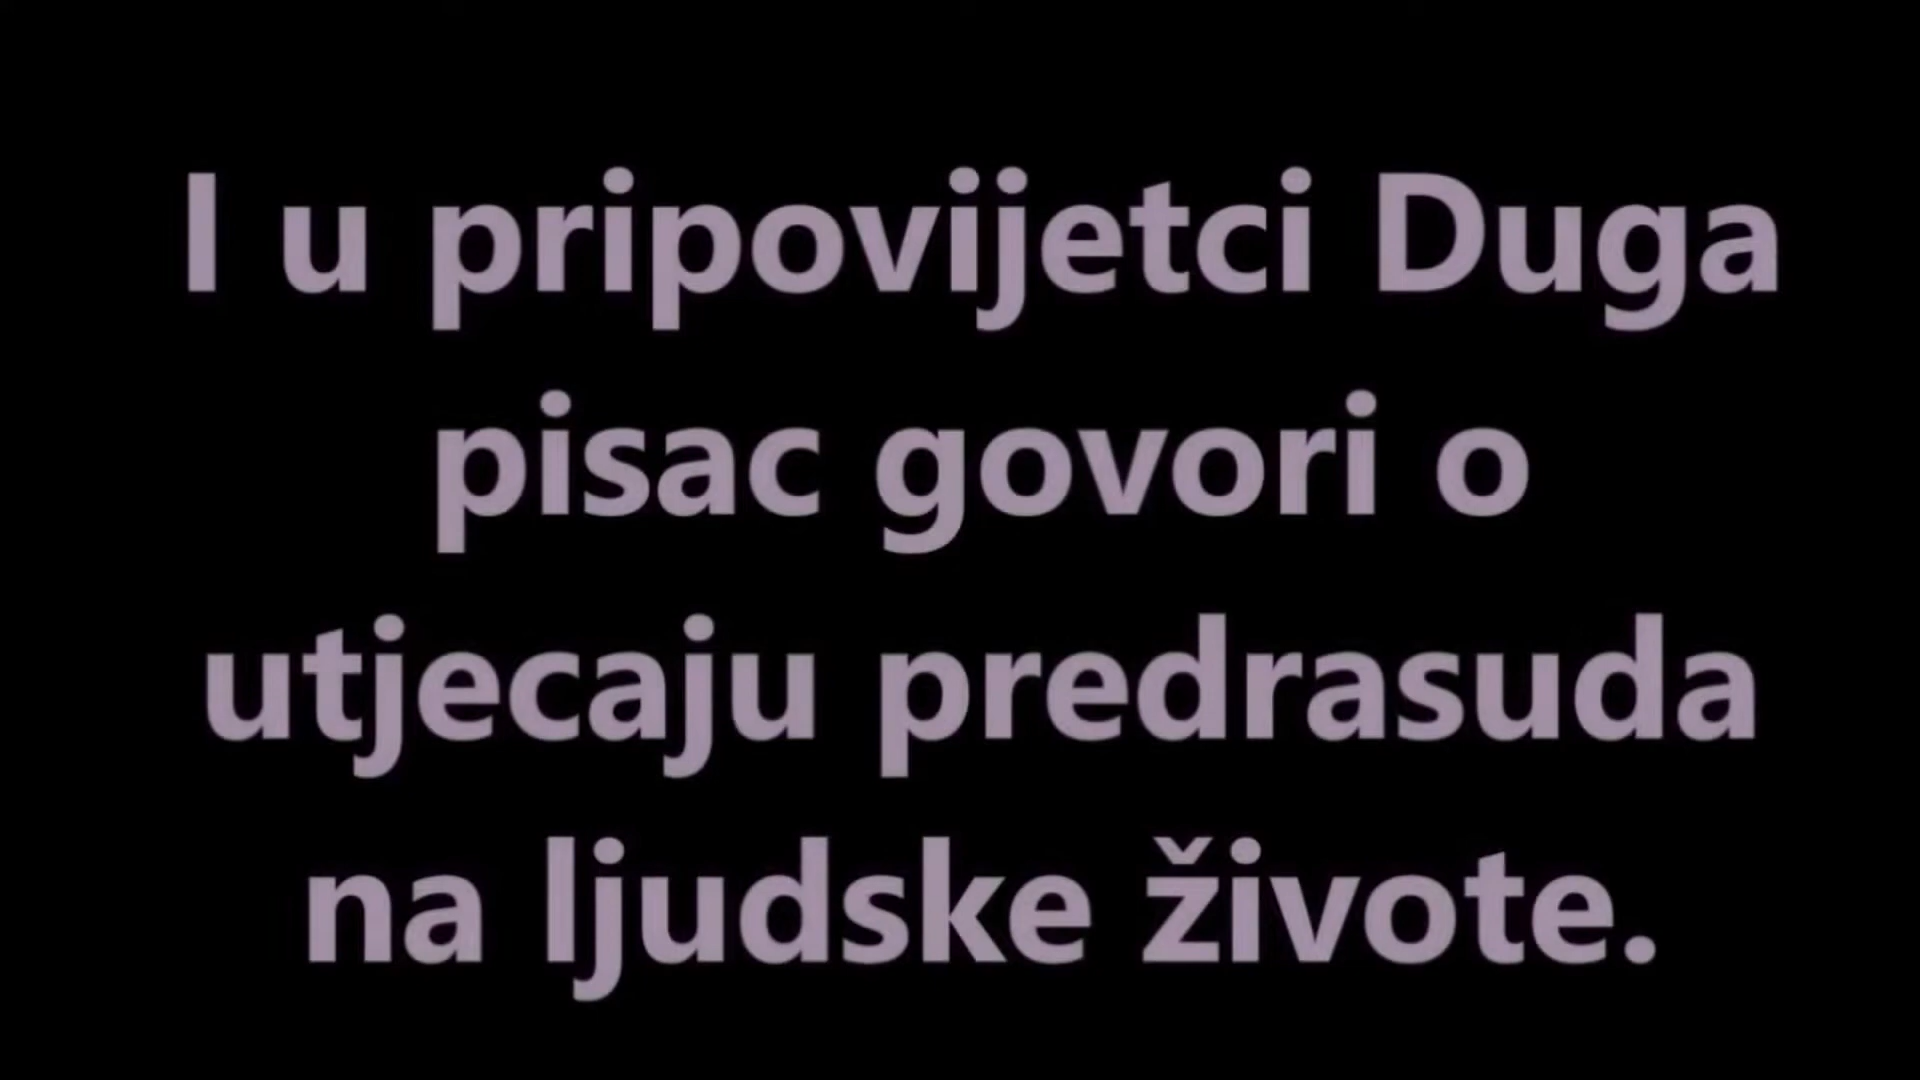 I u pripovijetci Duga
pisac govori o
utjecaju predrasuda
na ljudske živote.